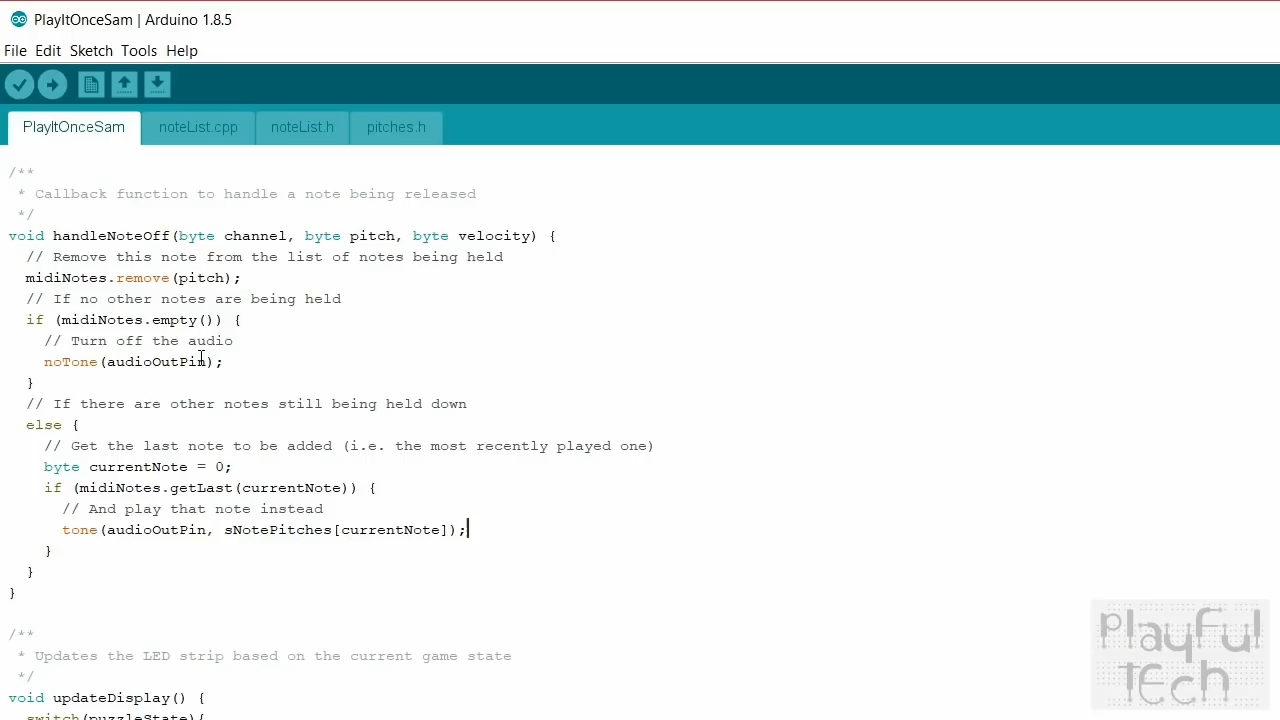 PlayItOnceSam | Arduino 1.8.5
File Edit Sketch Tools Help
PlayItOnceSam noteList.cpp noteList.h pitches.h
/**
 * Callback function to handle a note being released
 */
void handleNoteOff(byte channel, byte pitch, byte velocity) {
  // Remove this note from the list of notes being held
  midiNotes.remove(pitch);
  // If no other notes are being held
  if (midiNotes.empty()) {
    // Turn off the audio
    noTone(audioOutPin);
  }
  // If there are other notes still being held down
  else {
    // Get the last note to be added (i.e. the most recently played one)
    byte currentNote = 0;
    if (midiNotes.getLast(currentNote)) {
      // And play that note instead
      tone(audioOutPin, sNotePitches[currentNote]);
    }
  }
}
/**
 * Updates the LED strip based on the current game state
 */
void updateDisplay() {
  switch(puzzleState){
playful
tech